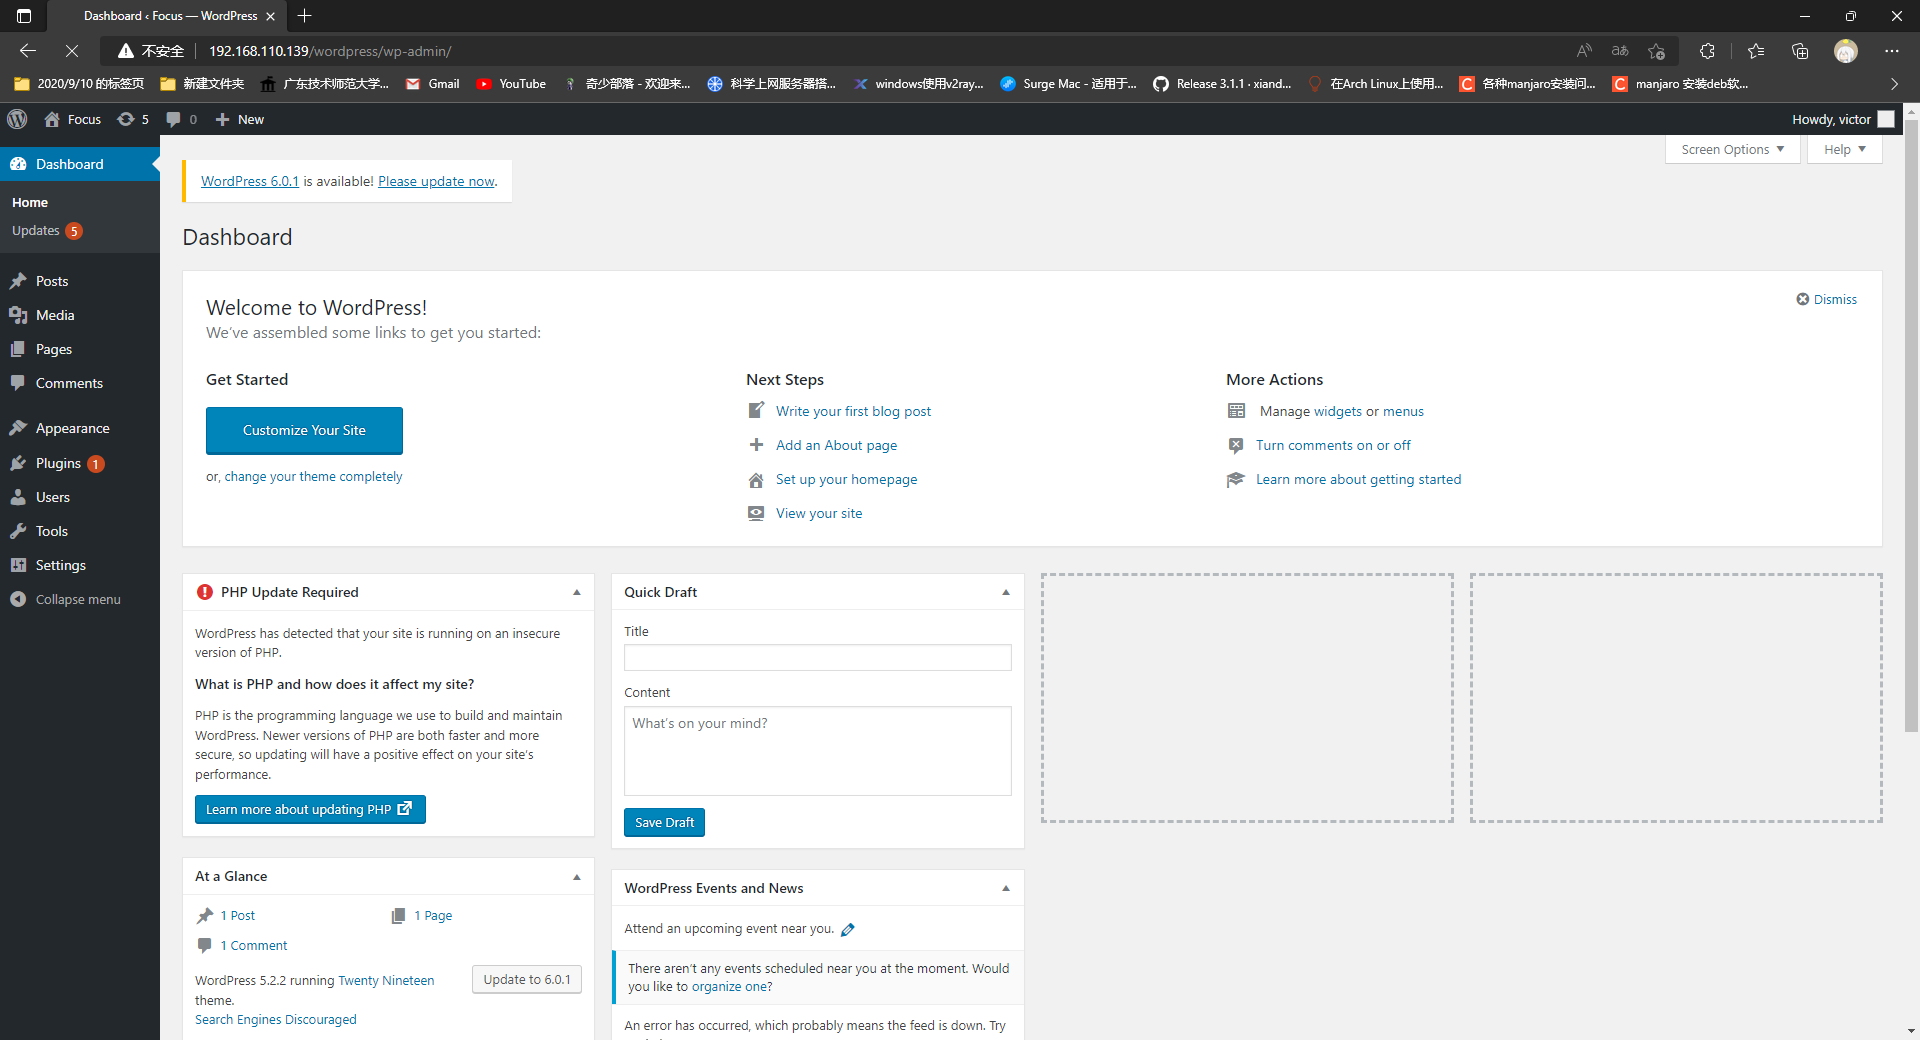 Dashboard ‹ Focus — WordPress
不安全 192.168.110.139/wordpress/wp-admin/
2020/9/10 的标签页 新建文件夹 广东技术师范大学... Gmail YouTube 奇少部落 - 欢迎来... 科学上网服务器搭... windows使用v2ray... Surge Mac - 适用于... Release 3.1.1 · xiand... 在Arch Linux上使用... 各种manjaro安装问... manjaro 安装deb软...
Focus 5 0 New Howdy, victor
Screen Options Help
Dashboard
Home
Updates 5
Posts
Media
Pages
Comments
Appearance
Plugins 1
Users
Tools
Settings
Collapse menu
WordPress 6.0.1 is available! Please update now.
Dashboard
Welcome to WordPress!
We've assembled some links to get you started:
Dismiss
Get Started
Customize Your Site
or, change your theme completely
Next Steps
Write your first blog post
Add an About page
Set up your homepage
View your site
More Actions
Manage widgets or menus
Turn comments on or off
Learn more about getting started
PHP Update Required
WordPress has detected that your site is running on an insecure
version of PHP.
What is PHP and how does it affect my site?
PHP is the programming language we use to build and maintain
WordPress. Newer versions of PHP are both faster and more
secure, so updating will have a positive effect on your site's
performance.
Learn more about updating PHP
At a Glance
1 Post 1 Page
1 Comment
WordPress 5.2.2 running Twenty Nineteen
theme.
Update to 6.0.1
Search Engines Discouraged
Quick Draft
Title
Content
What's on your mind?
Save Draft
WordPress Events and News
Attend an upcoming event near you.
There aren't any events scheduled near you at the moment. Would
you like to organize one?
An error has occurred, which probably means the feed is down. Try